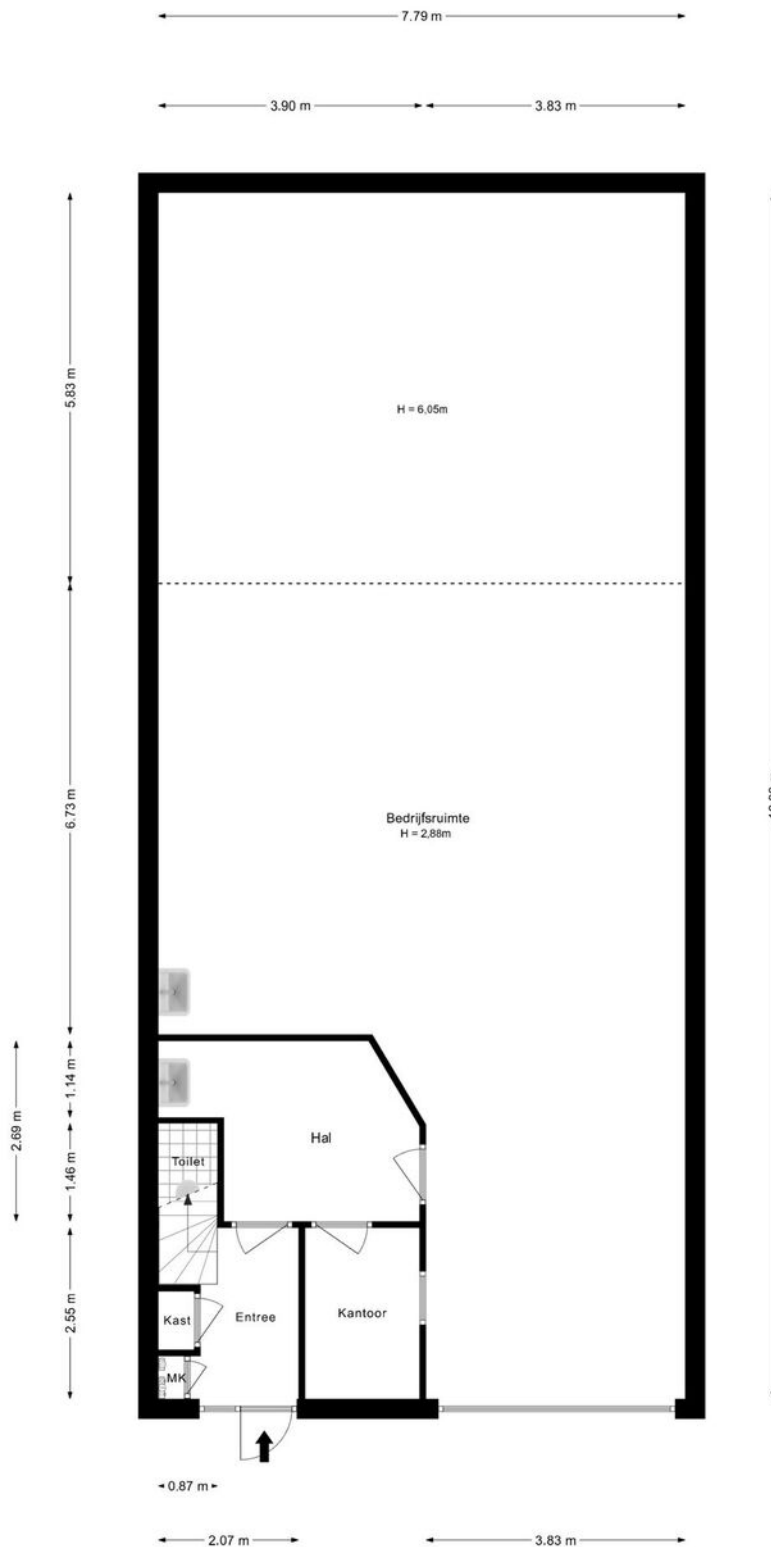 7.79 m
3.90 m
3.83 m
5.83 m
H = 6,05m
6.73 m
Bedrijfsruimte
H = 2,88m
1.14 m
2.69 m
1.46 m
Hal
Toilet
2.55 m
Kast
Entree
Kantoor
MK
0.87 m
2.07 m
3.83 m